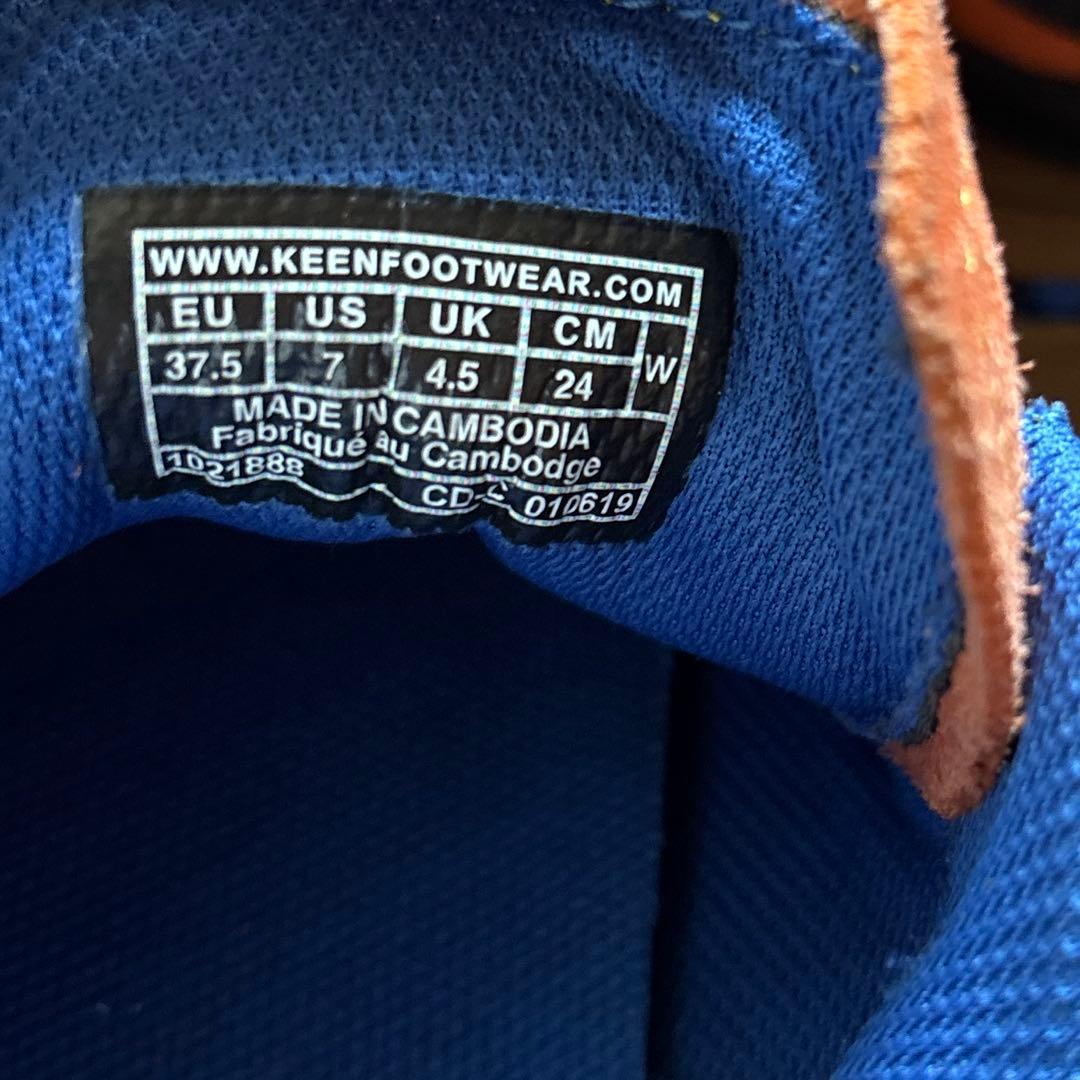 WWW.KEENFOOTWEAR.COM
EU US UK CM W
37.5 7 4.5 24
MADE IN CAMBODIA
Fabriqué au Cambodge
1021888 010619